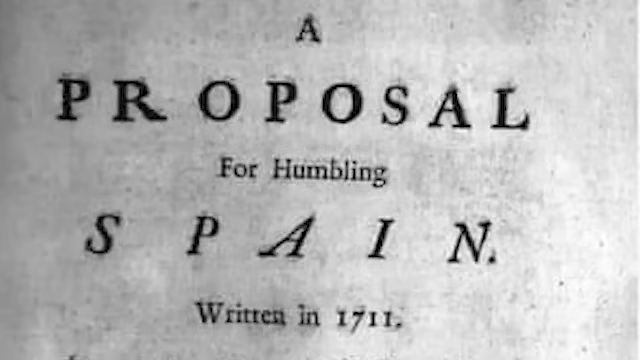 A
PROPOSAL
For Humbling
SPAIN.
Written in 1711.